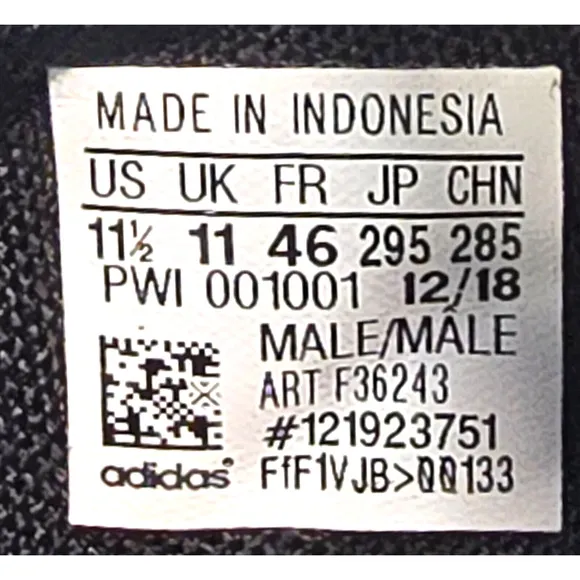 MADE IN INDONESIA
US UK FR JP CHN
11½ 11 46 295 285
PWI 001001 12/18
MALE/MÂLE
ART F36243
#121923751
adidas® FfF1VJB>00133